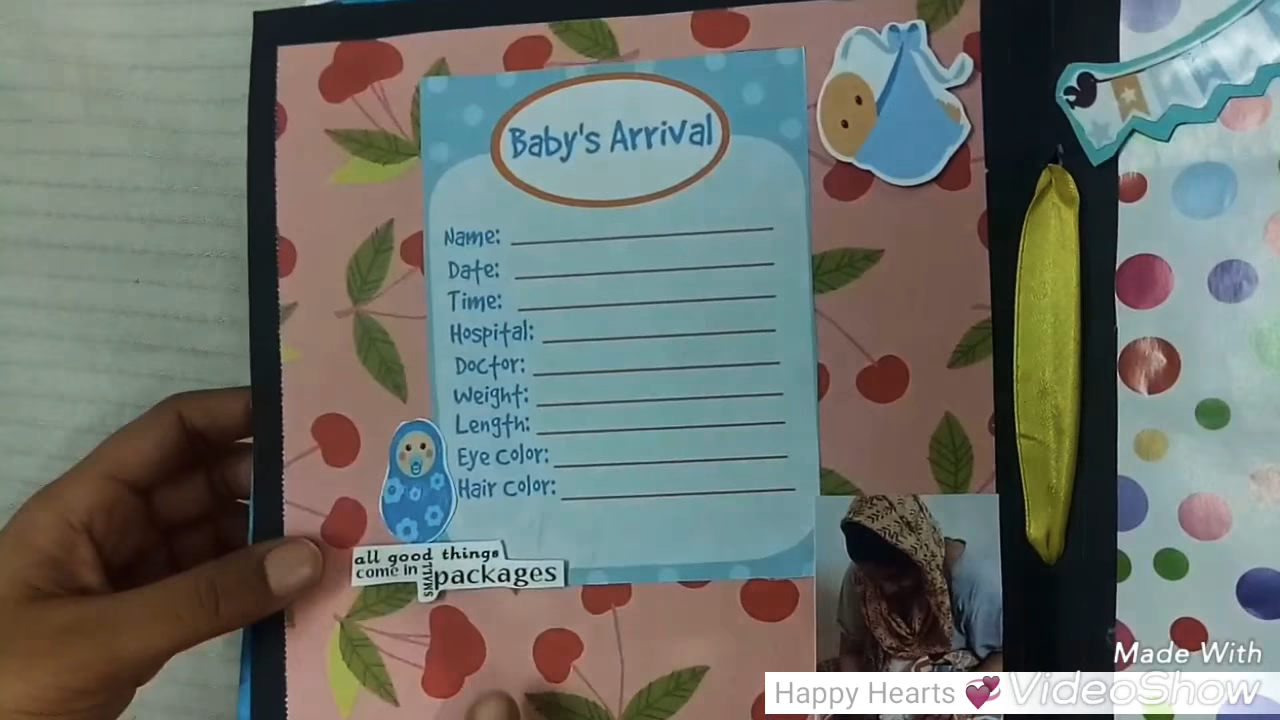 Baby's Arrival
Name:
Date:
Time:
Hospital:
Doctor:
Weight:
Length:
Eye Color:
Hair Color:
all good things
come in SMALL packages
Made With
VideoShow
Happy Hearts 💞